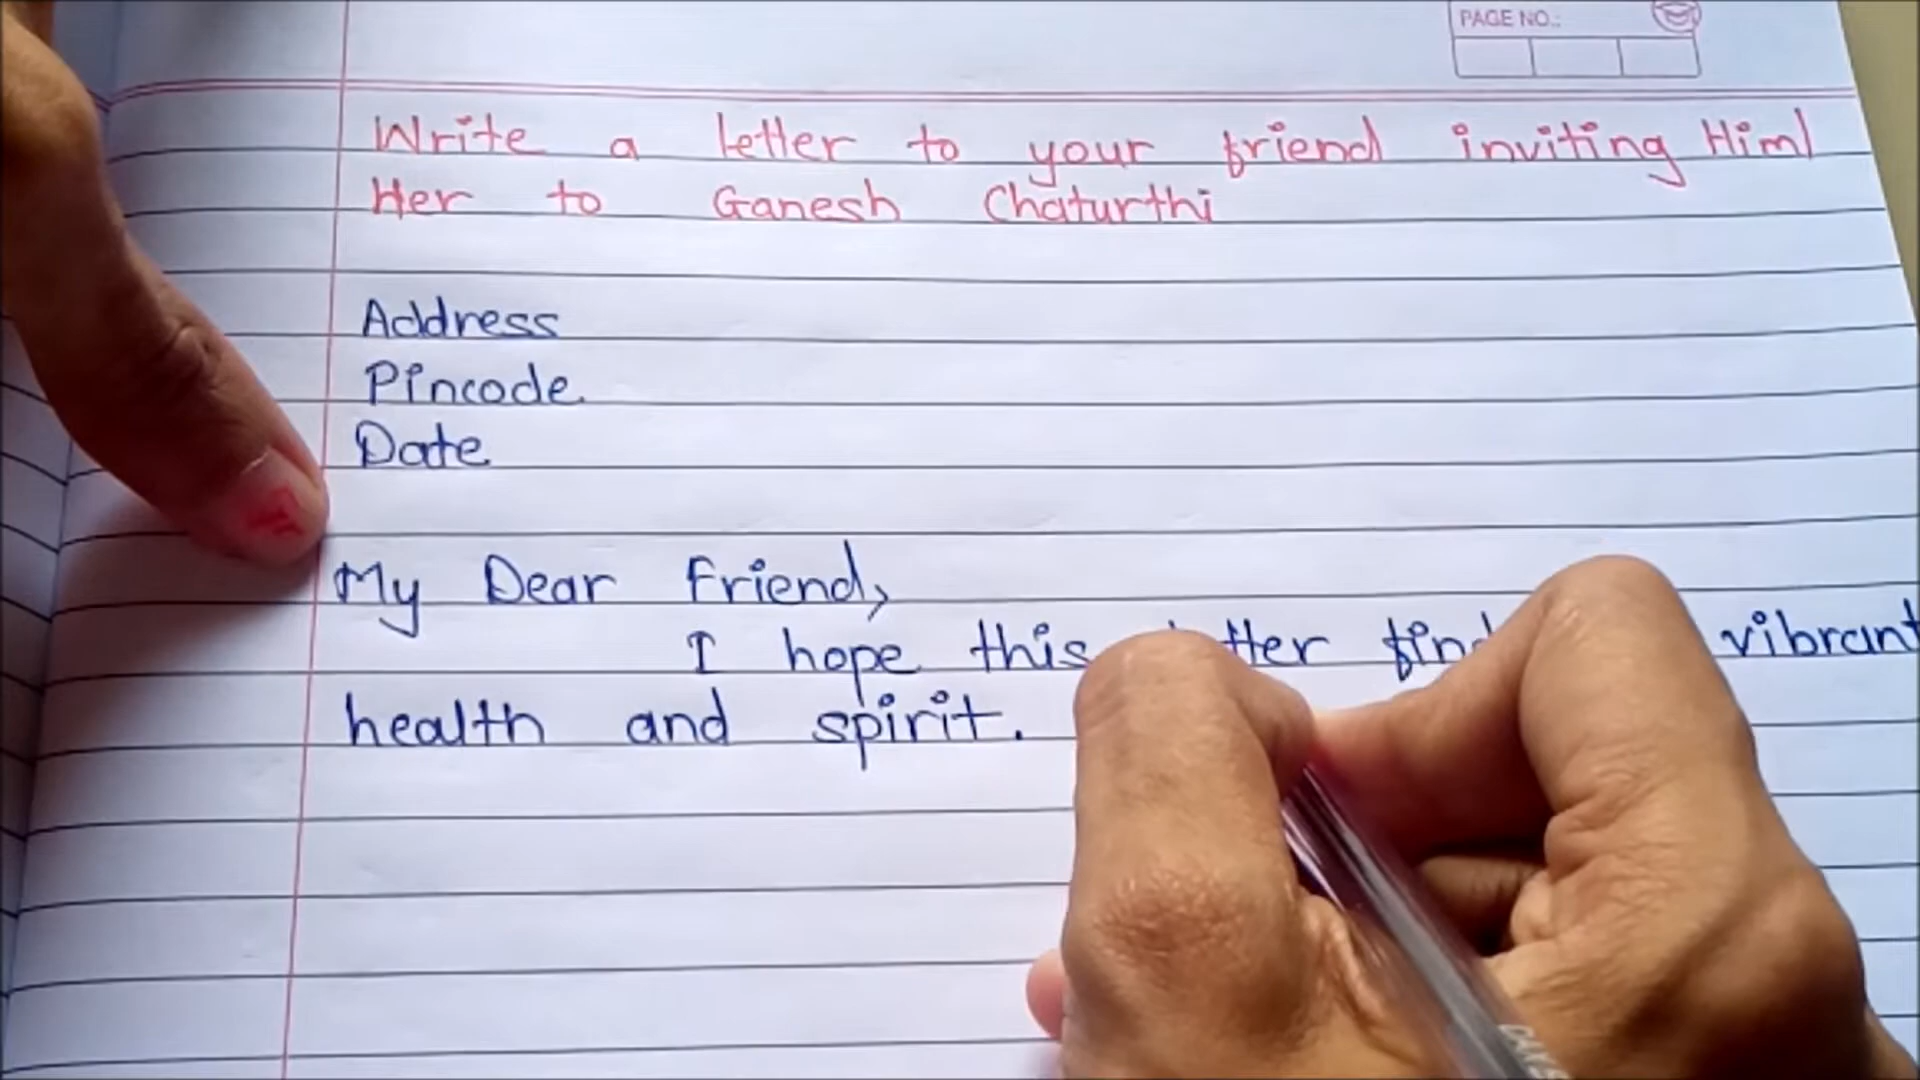 PAGE NO.:
Write a letter to your friend inviting Him/
Her to Ganesh Chaturthi
Address
Pincode
Date
My Dear Friend,
I hope this vibrant
health and spirit.